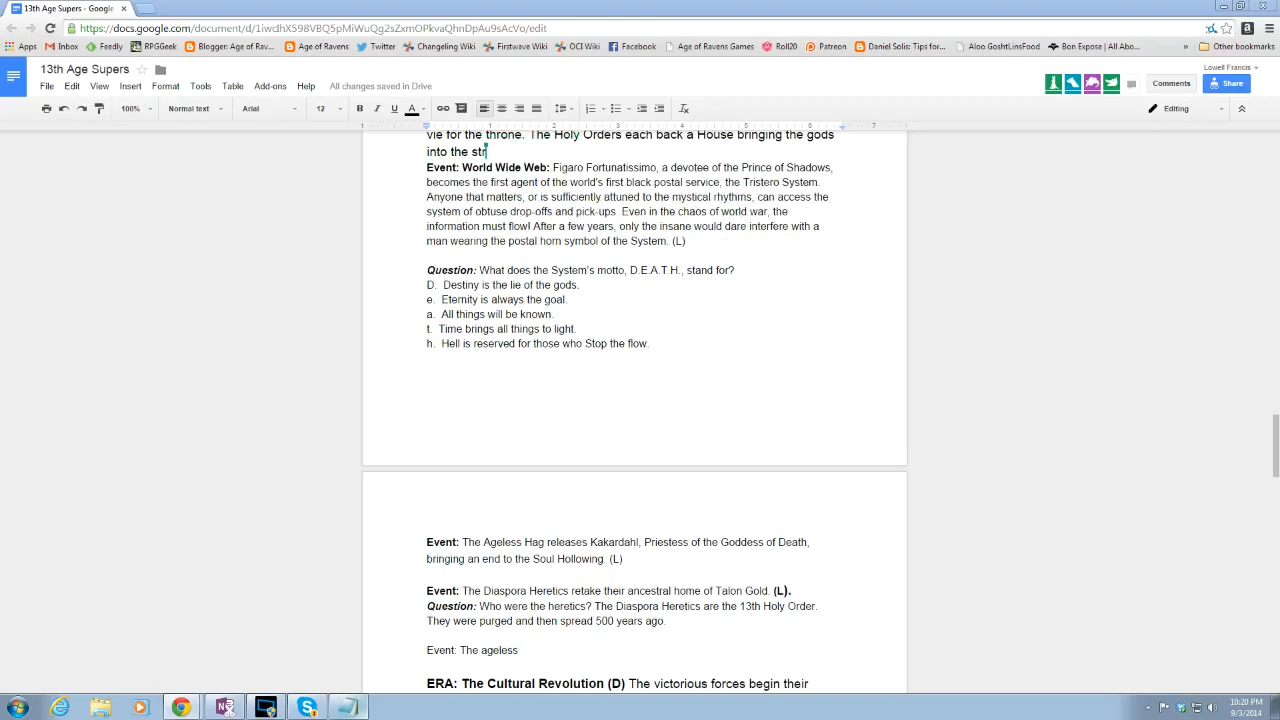 13th Age Supers - Google
https://docs.google.com/document/d/1iwdhX598VBQ5pMiWuQg2sZxmOPkvaQhnDpAu9sAcVo/edit
Apps Inbox Feedly RPGGeek Blogger: Age of Rav... Age of Ravens Twitter Changeling Wiki Firstwave Wiki OCI Wiki Facebook Age of Ravens Games Roll20 Patreon Daniel Solis: Tips for... Aloo GoshtLinsFood Bon Expose | All Abo... » Other bookmarks
13th Age Supers
Lowell Francis
File Edit View Insert Format Tools Table Add-ons Help All changes saved in Drive
Comments Share
100% Normal text Arial 12 B I U A Editing
1 1 2 3 4 5 6 7
vie for the throne. The Holy Orders each back a House bringing the gods
into the str
Event: World Wide Web: Figaro Fortunatissimo, a devotee of the Prince of Shadows,
becomes the first agent of the world's first black postal service, the Tristero System.
Anyone that matters, or is sufficiently attuned to the mystical rhythms, can access the
system of obtuse drop-offs and pick-ups. Even in the chaos of world war, the
information must flow! After a few years, only the insane would dare interfere with a
man wearing the postal horn symbol of the System. (L)
Question: What does the System's motto, D.E.A.T.H., stand for?
D. Destiny is the lie of the gods.
e. Eternity is always the goal.
a. All things will be known.
t. Time brings all things to light.
h. Hell is reserved for those who Stop the flow.
Event: The Ageless Hag releases Kakardahl, Priestess of the Goddess of Death,
bringing an end to the Soul Hollowing. (L)
Event: The Diaspora Heretics retake their ancestral home of Talon Gold. (L).
Question: Who were the heretics? The Diaspora Heretics are the 13th Holy Order.
They were purged and then spread 500 years ago.
Event: The ageless
ERA: The Cultural Revolution (D) The victorious forces begin their
10:20 PM
9/3/2014